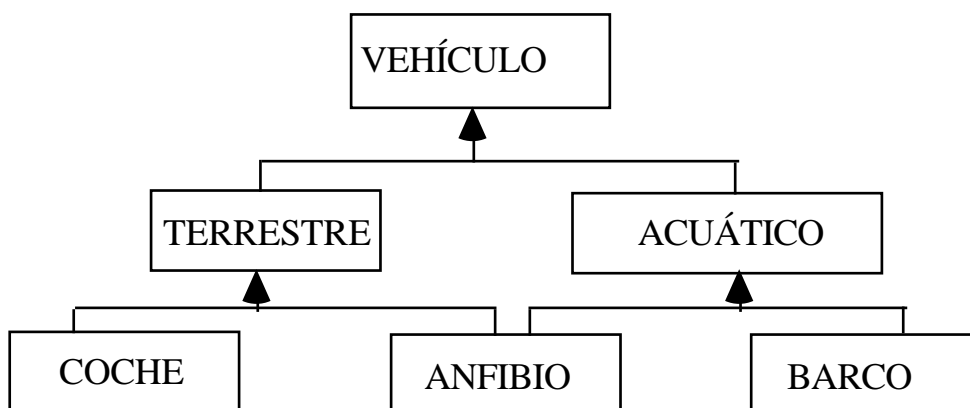 VEHÍCULO
TERRESTRE
ACUÁTICO
COCHE
ANFIBIO
BARCO